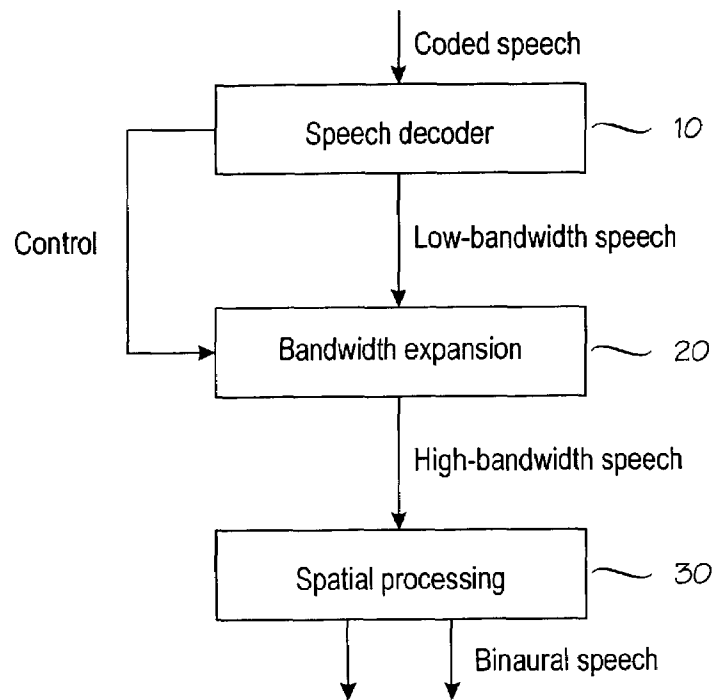 Coded speech
Speech decoder 10
Control
Low-bandwidth speech
Bandwidth expansion 20
High-bandwidth speech
Spatial processing 30
Binaural speech